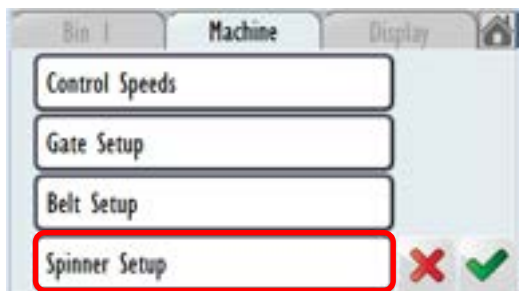 Bin 1 Machine Display
Control Speeds
Gate Setup
Belt Setup
Spinner Setup